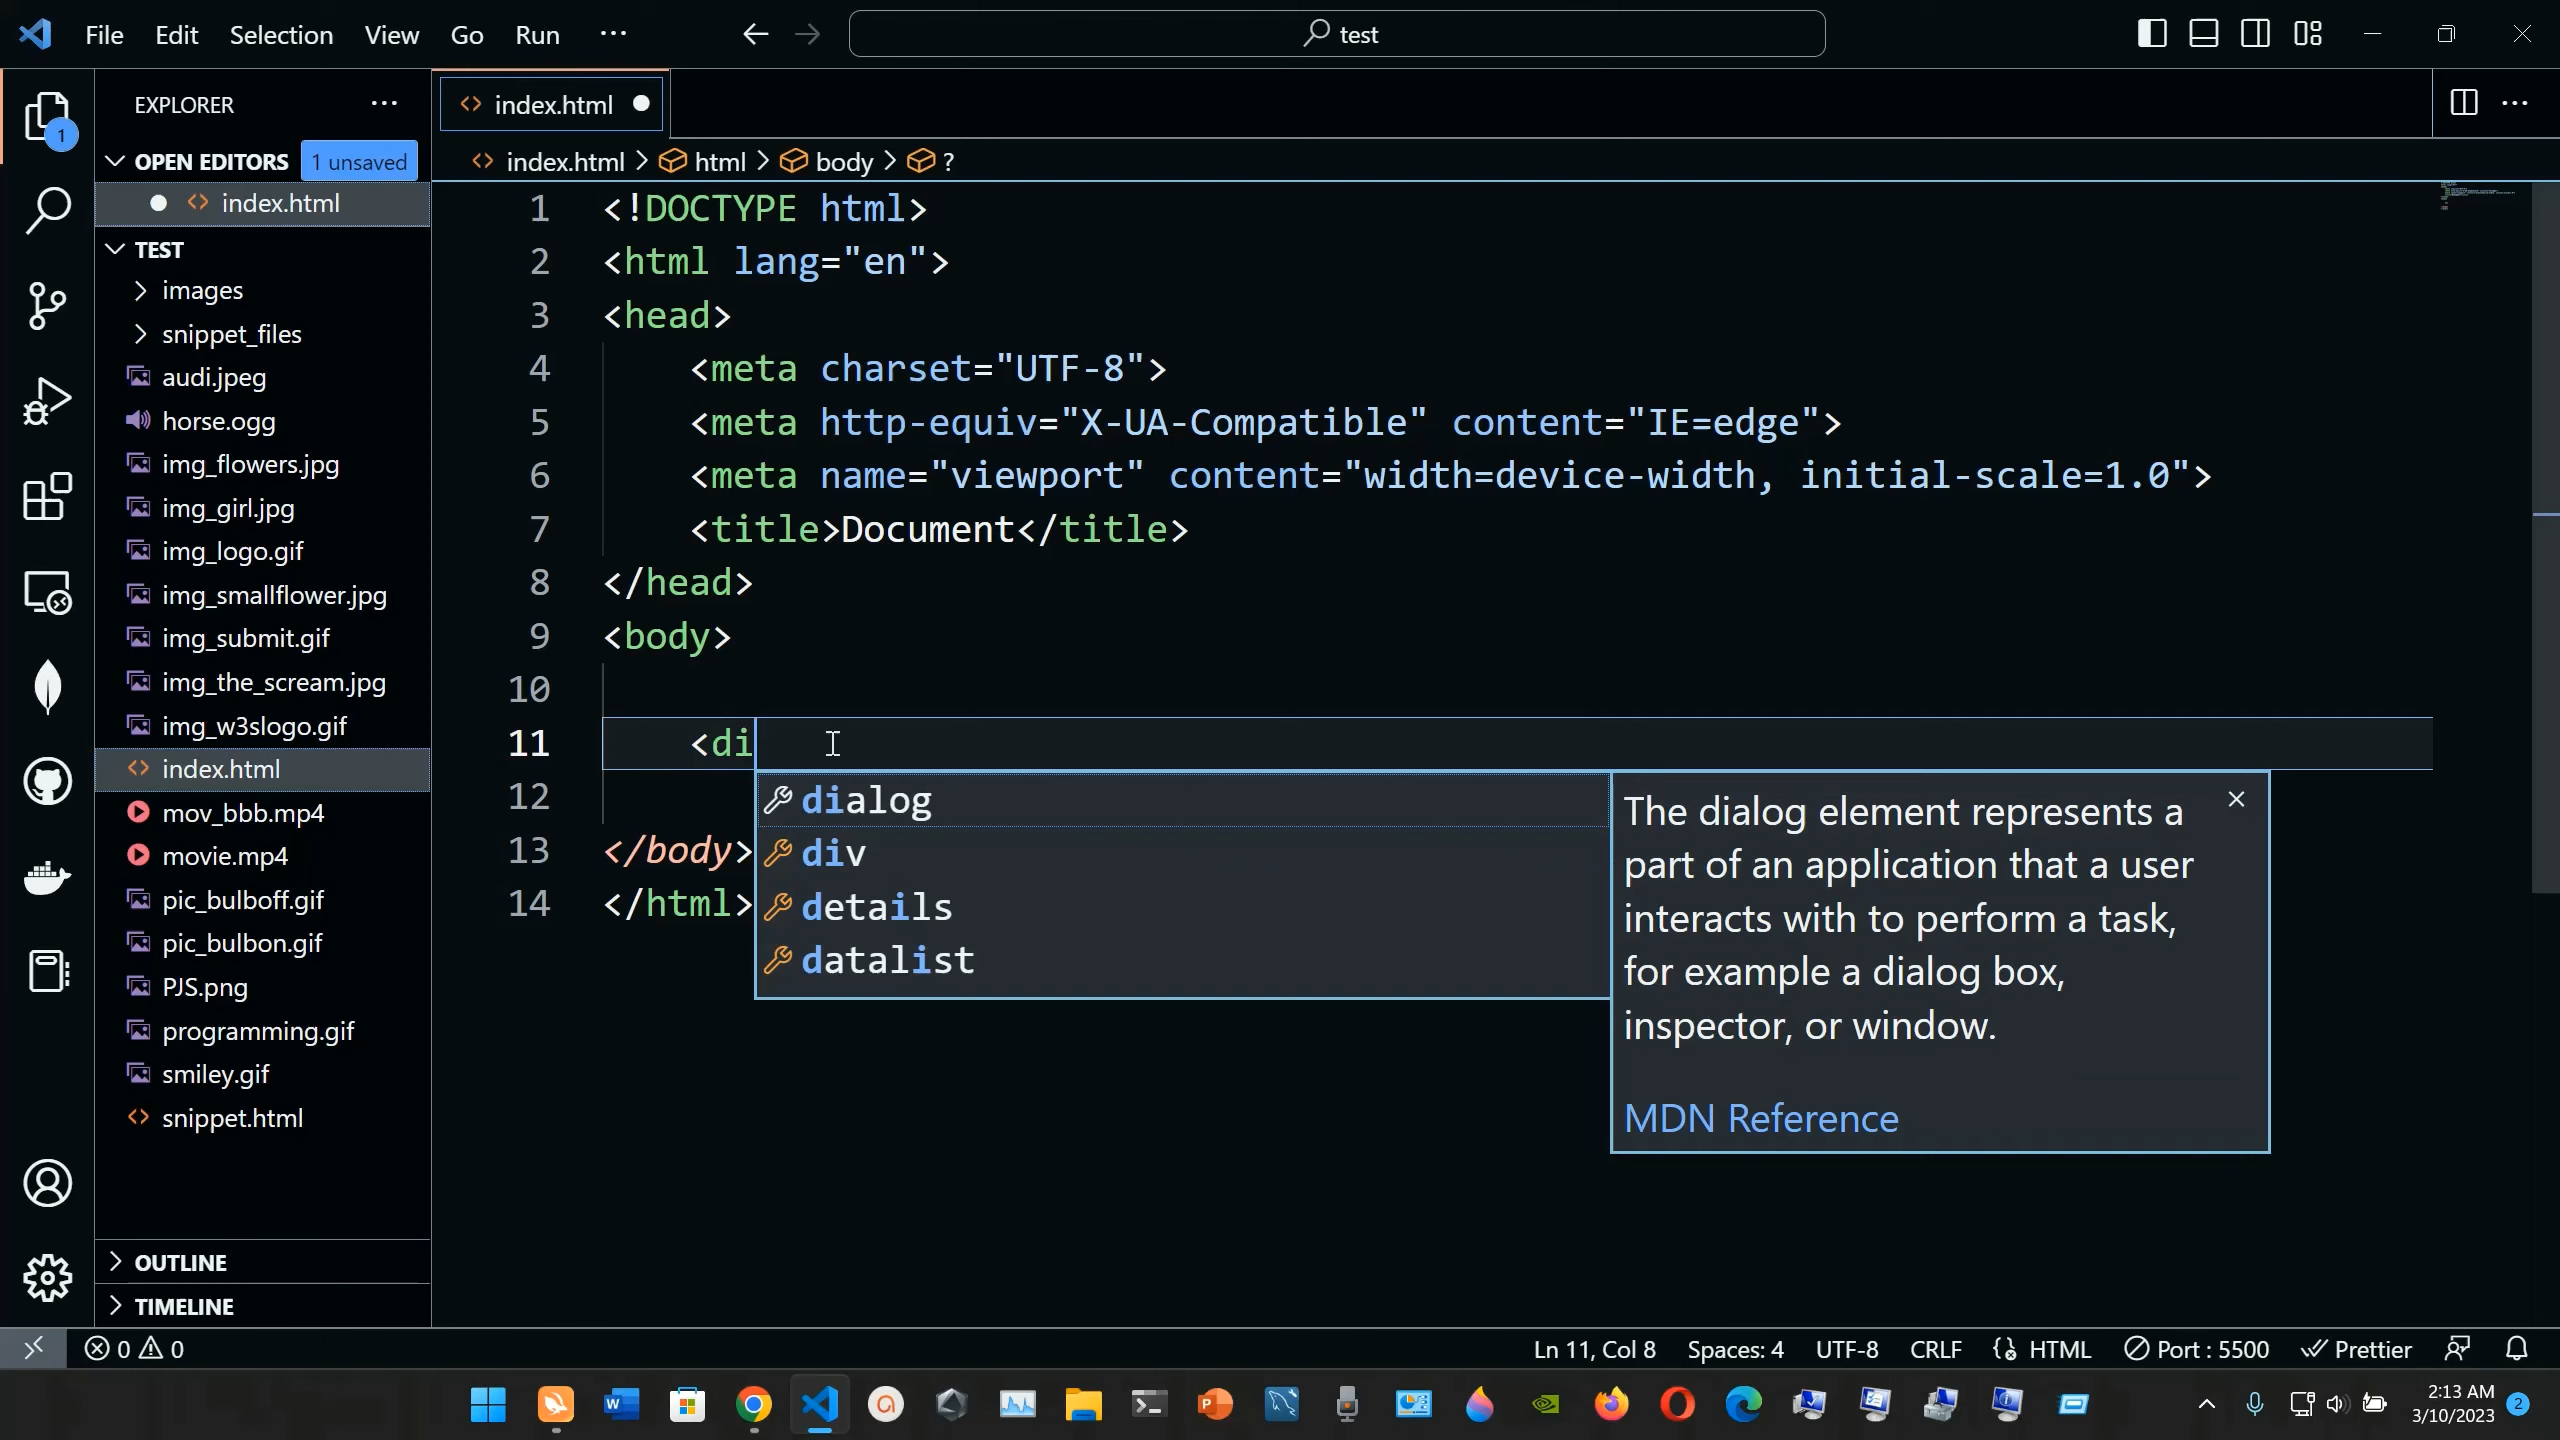 File Edit Selection View Go Run ··· test
EXPLORER ···
index.html
OPEN EDITORS 1 unsaved
index.html > html > body > ?
index.html
TEST
images
snippet_files
audi.jpeg
horse.ogg
img_flowers.jpg
img_girl.jpg
img_logo.gif
img_smallflower.jpg
img_submit.gif
img_the_scream.jpg
img_w3slogo.gif
index.html
mov_bbb.mp4
movie.mp4
pic_bulboff.gif
pic_bulbon.gif
PJS.png
programming.gif
smiley.gif
snippet.html
OUTLINE
TIMELINE
1 <!DOCTYPE html>
2 <html lang="en">
3 <head>
4 <meta charset="UTF-8">
5 <meta http-equiv="X-UA-Compatible" content="IE=edge">
6 <meta name="viewport" content="width=device-width, initial-scale=1.0">
7 <title>Document</title>
8 </head>
9 <body>
10
11 <di
12
13 </body>
14 </html>
dialog
div
details
datalist
The dialog element represents a
part of an application that a user
interacts with to perform a task,
for example a dialog box,
inspector, or window.
MDN Reference
0 0 Ln 11, Col 8 Spaces: 4 UTF-8 CRLF HTML Port : 5500 Prettier
2:13 AM
3/10/2023
2
1